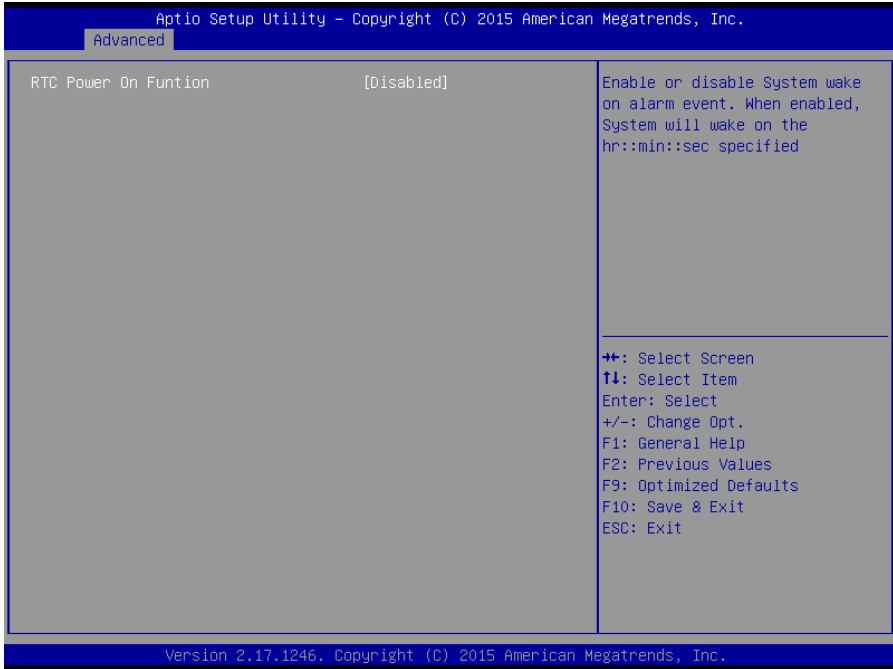 Aptio Setup Utility – Copyright (C) 2015 American Megatrends, Inc.
Advanced
RTC Power On Funtion [Disabled]
Enable or disable System wake
on alarm event. When enabled,
System will wake on the
hr::min::sec specified
→←: Select Screen
↑↓: Select Item
Enter: Select
+/-: Change Opt.
F1: General Help
F2: Previous Values
F9: Optimized Defaults
F10: Save & Exit
ESC: Exit
Version 2.17.1246. Copyright (C) 2015 American Megatrends, Inc.